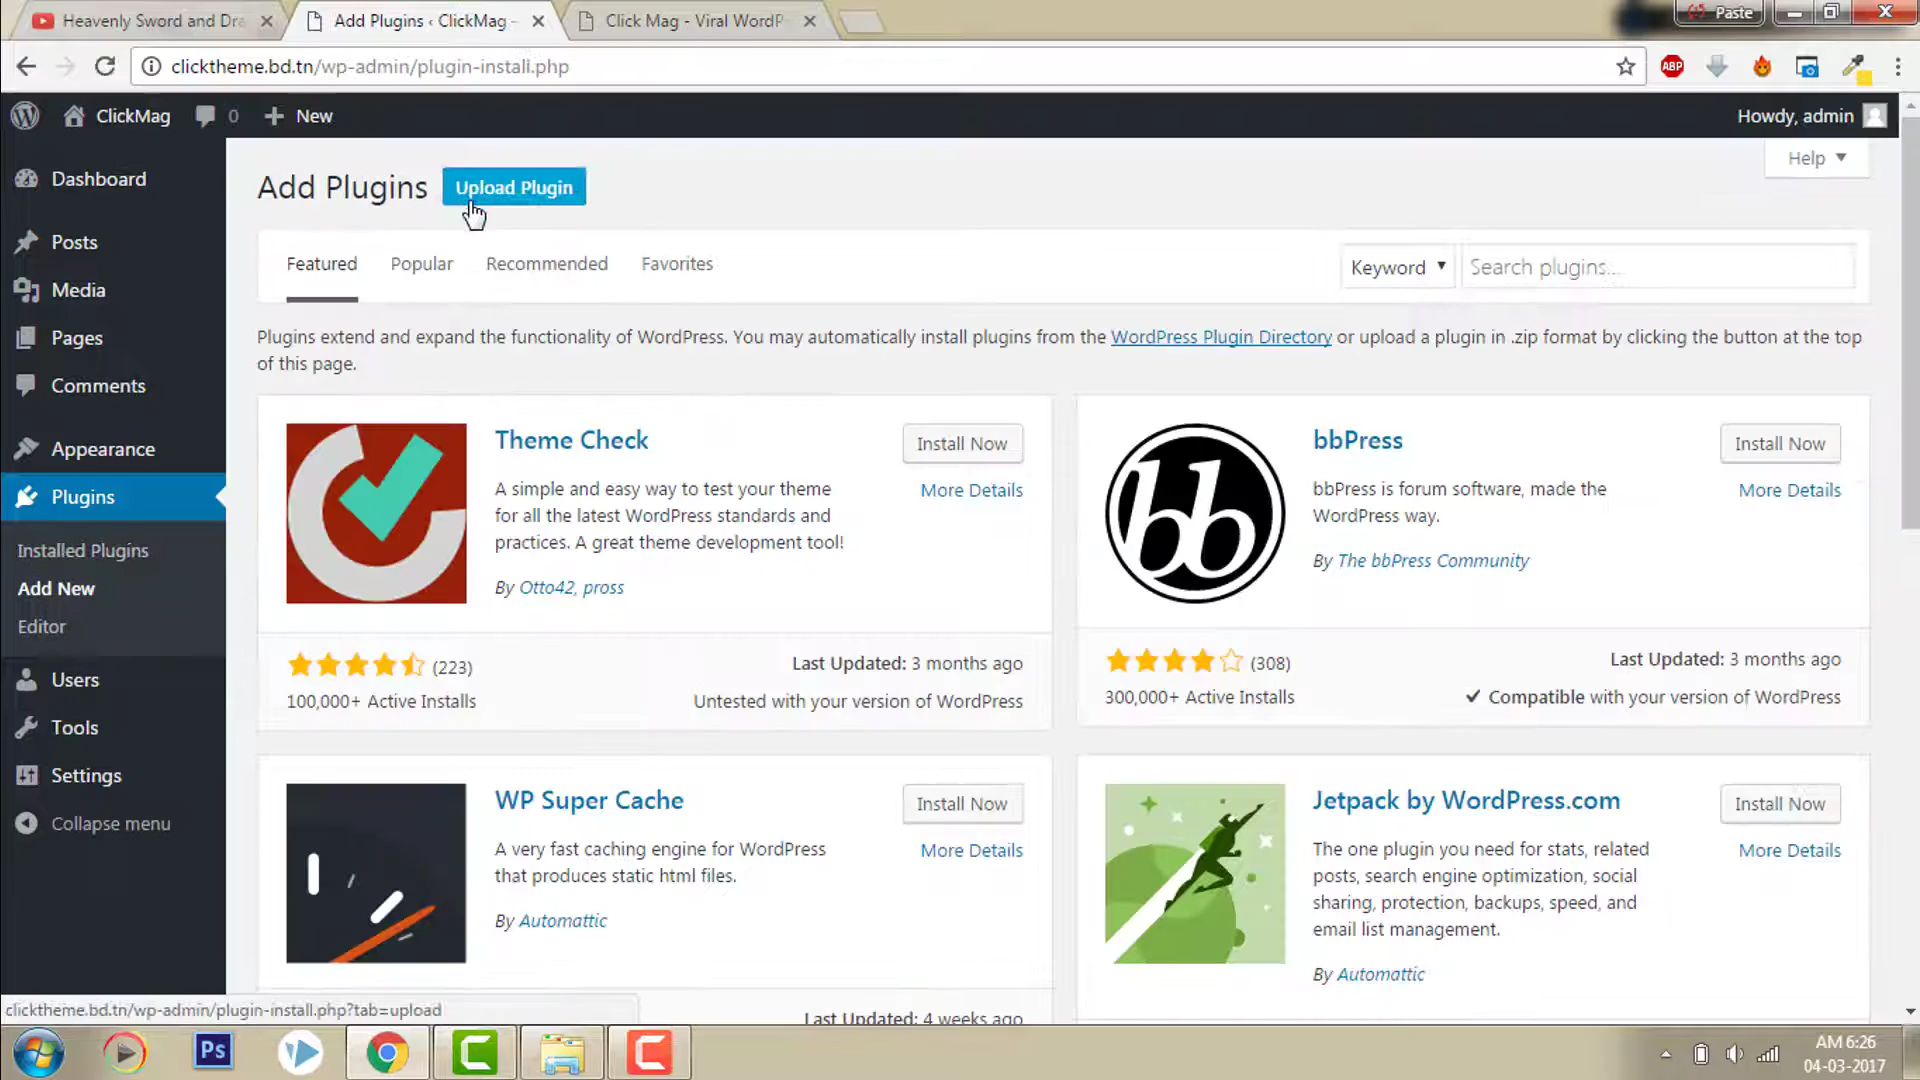 Heavenly Sword and Dra
Add Plugins ‹ ClickMag -
Click Mag - Viral WordP
Paste
clicktheme.bd.tn/wp-admin/plugin-install.php
ABP
ClickMag
0
New
Howdy, admin
Help
Dashboard
Posts
Media
Pages
Comments
Appearance
Plugins
Installed Plugins
Add New
Editor
Users
Tools
Settings
Collapse menu
Add Plugins
Upload Plugin
Featured
Popular
Recommended
Favorites
Keyword
Search plugins...
Plugins extend and expand the functionality of WordPress. You may automatically install plugins from the WordPress Plugin Directory or upload a plugin in .zip format by clicking the button at the top
of this page.
Theme Check
Install Now
More Details
A simple and easy way to test your theme
for all the latest WordPress standards and
practices. A great theme development tool!
By Otto42, pross
(223)
100,000+ Active Installs
Last Updated: 3 months ago
Untested with your version of WordPress
bb
bbPress
Install Now
More Details
bbPress is forum software, made the
WordPress way.
By The bbPress Community
(308)
300,000+ Active Installs
Last Updated: 3 months ago
Compatible with your version of WordPress
WP Super Cache
Install Now
More Details
A very fast caching engine for WordPress
that produces static html files.
By Automattic
Last Updated: 4 weeks ago
Jetpack by WordPress.com
Install Now
More Details
The one plugin you need for stats, related
posts, search engine optimization, social
sharing, protection, backups, speed, and
email list management.
By Automattic
clicktheme.bd.tn/wp-admin/plugin-install.php?tab=upload
Ps
AM 6:26
04-03-2017